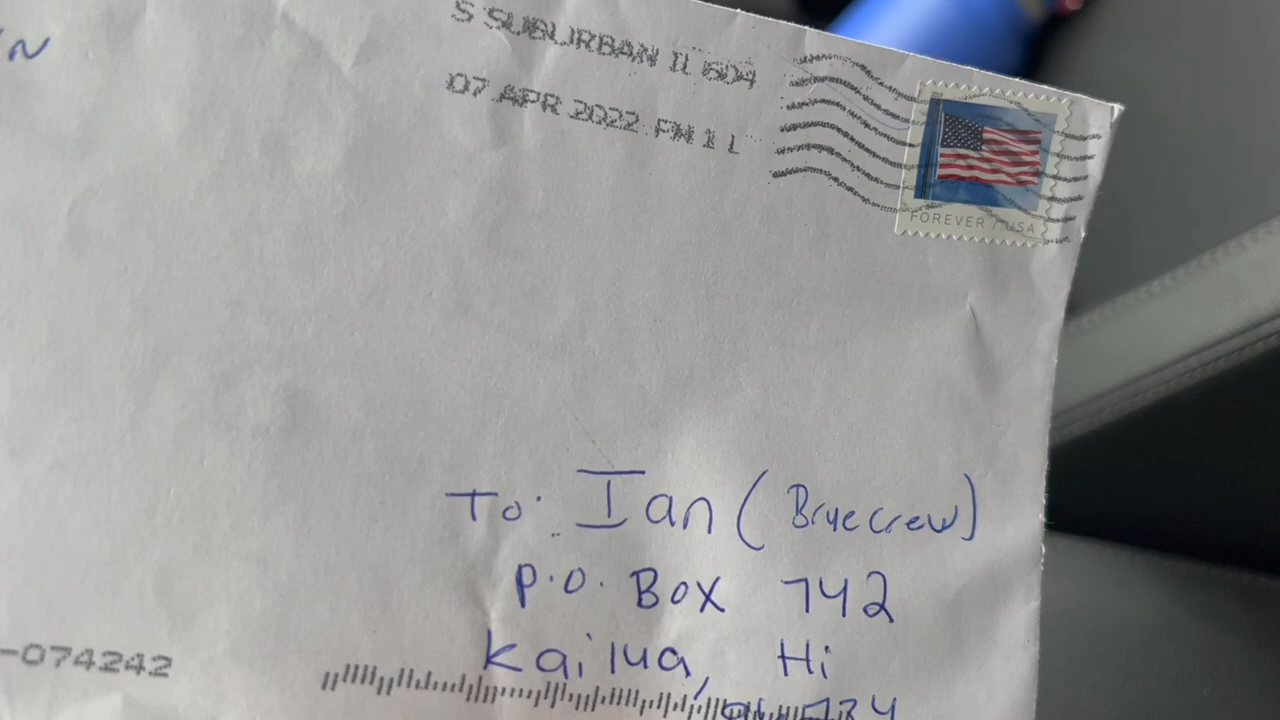 S SUBURBAN IL 604
07 APR 2022 PM 1 L
FOREVER / USA
To: Ian (Bruecrew)
P.O. Box 742
Kailua, Hi
-074242